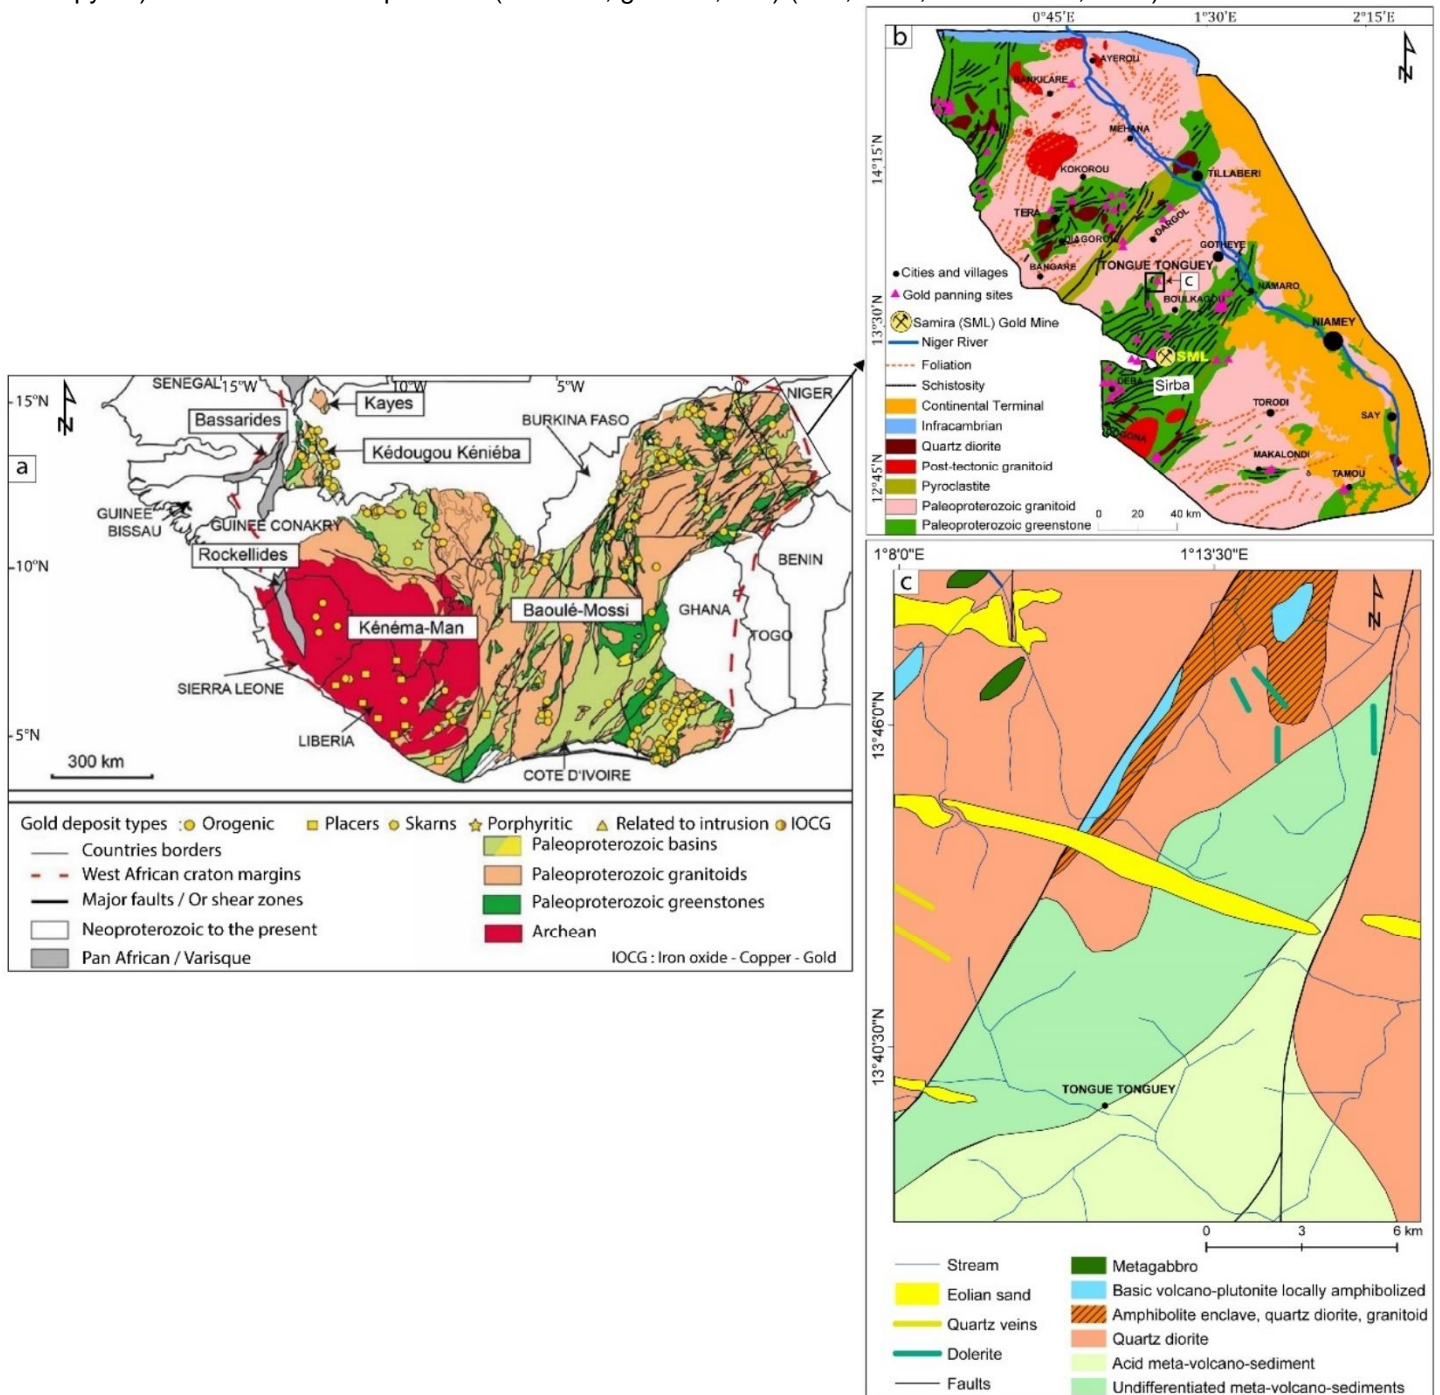 b
0°45'E
1°30'E
2°15'E
14°15'N
13°30'N
12°45'N
AYEROU
BANKILARE
MEHANA
KOKOROU
TILLABERI
TERA
DIAGOROU
DARGOL
GOTHEYE
BANGARE
TONGUE TONGUEY
C
NAMARO
BOULKAGOU
NIAMEY
SML
DEBA
Sirba
TORODI
SAY
MAKALONDI
TAMOU
Cities and villages
Gold panning sites
Samira (SML) Gold Mine
Niger River
Foliation
Schistosity
Continental Terminal
Infracambrian
Quartz diorite
Post-tectonic granitoid
Pyroclastite
Paleoproterozoic granitoid
Paleoproterozoic greenstone
0 20 40 km
N
a
SENEGAL
15°W
10°W
5°W
0°
15°N
10°N
5°N
N
Bassarides
Kayes
Kédougou Kéniéba
BURKINA FASO
NIGER
GUINEE
BISSAU
GUINEE CONAKRY
Rockellides
Kénéma-Man
Baoulé-Mossi
GHANA
BENIN
TOGO
SIERRA LEONE
LIBERIA
COTE D'IVOIRE
300 km
Gold deposit types : Orogenic Placers Skarns Porphyritic Related to intrusion IOCG
Countries borders
West African craton margins
Major faults / Or shear zones
Neoproterozoic to the present
Pan African / Varisque
Paleoproterozoic basins
Paleoproterozoic granitoids
Paleoproterozoic greenstones
Archean
IOCG : Iron oxide - Copper - Gold
1°8'0"E
1°13'30"E
c
N
13°46'0"N
13°40'30"N
TONGUE TONGUEY
0 3 6 km
Stream
Eolian sand
Quartz veins
Dolerite
Faults
Metagabbro
Basic volcano-plutonite locally amphibolized
Amphibolite enclave, quartz diorite, granitoid
Quartz diorite
Acid meta-volcano-sediment
Undifferentiated meta-volcano-sediments